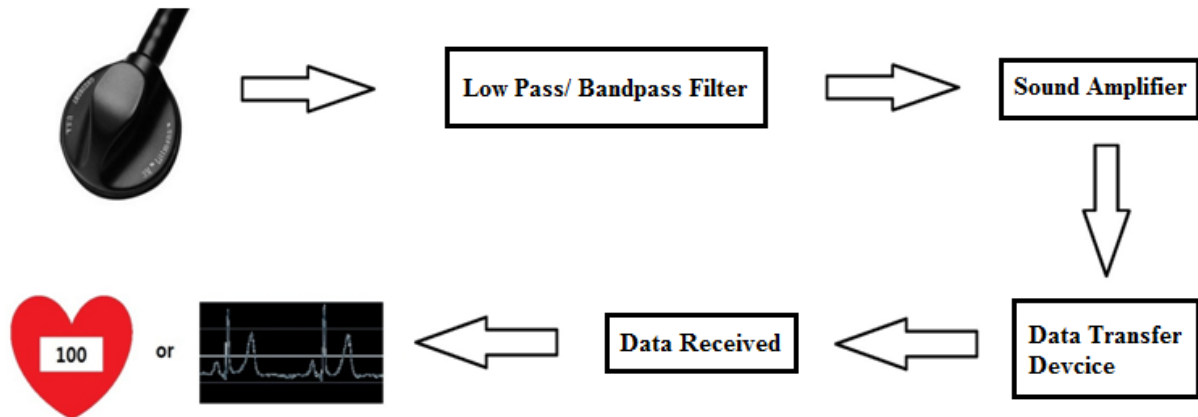 Low Pass/ Bandpass Filter
Sound Amplifier
Data Transfer
Devcice
Data Received
100
or